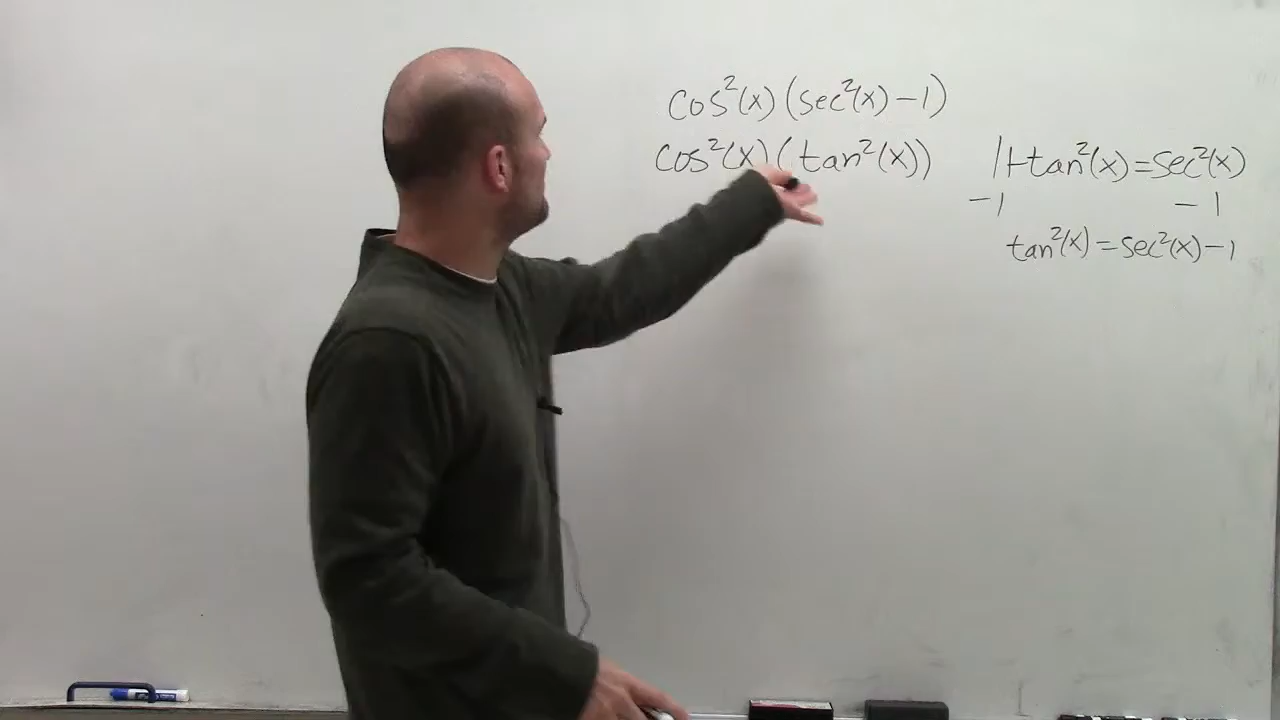 cos²(x)(sec²(x)-1)
cos²(x)(tan²(x))
1+tan²(x)=sec²(x)
-1 -1
tan²(x)=sec²(x)-1